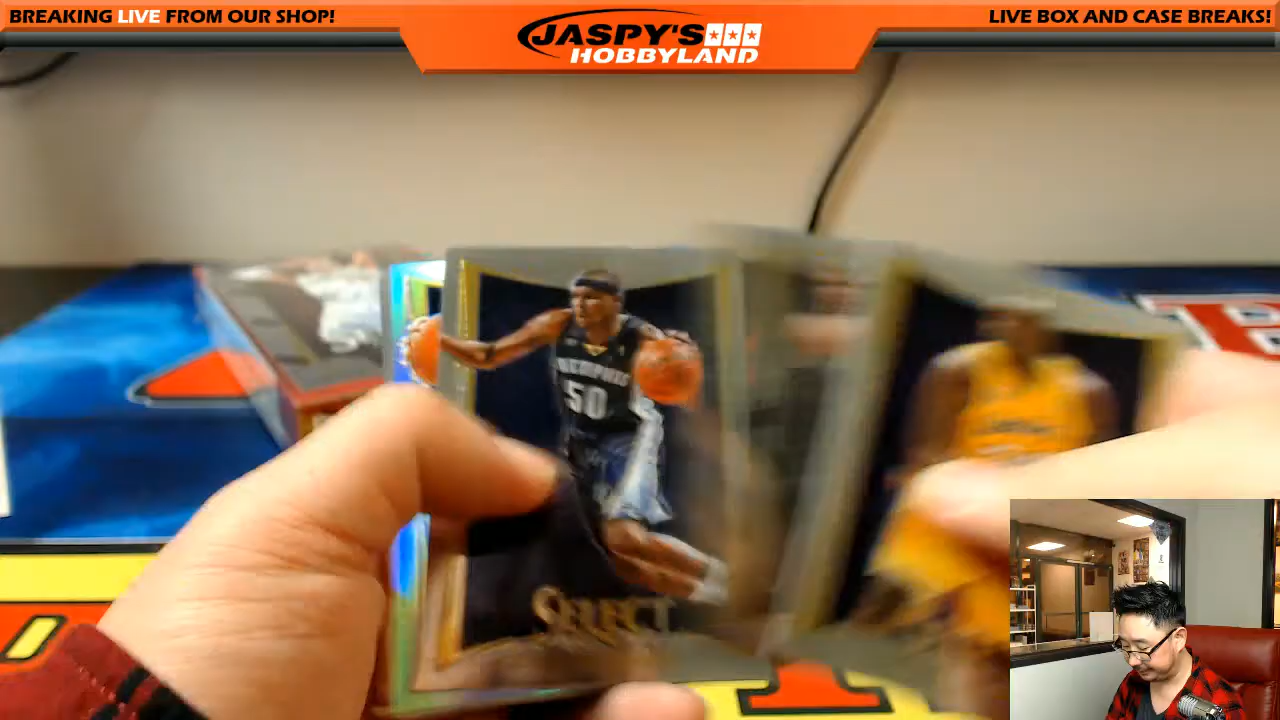 BREAKING LIVE FROM OUR SHOP!
JASPY'S
HOBBYLAND
LIVE BOX AND CASE BREAKS!
MEMPHIS
50
SELECT